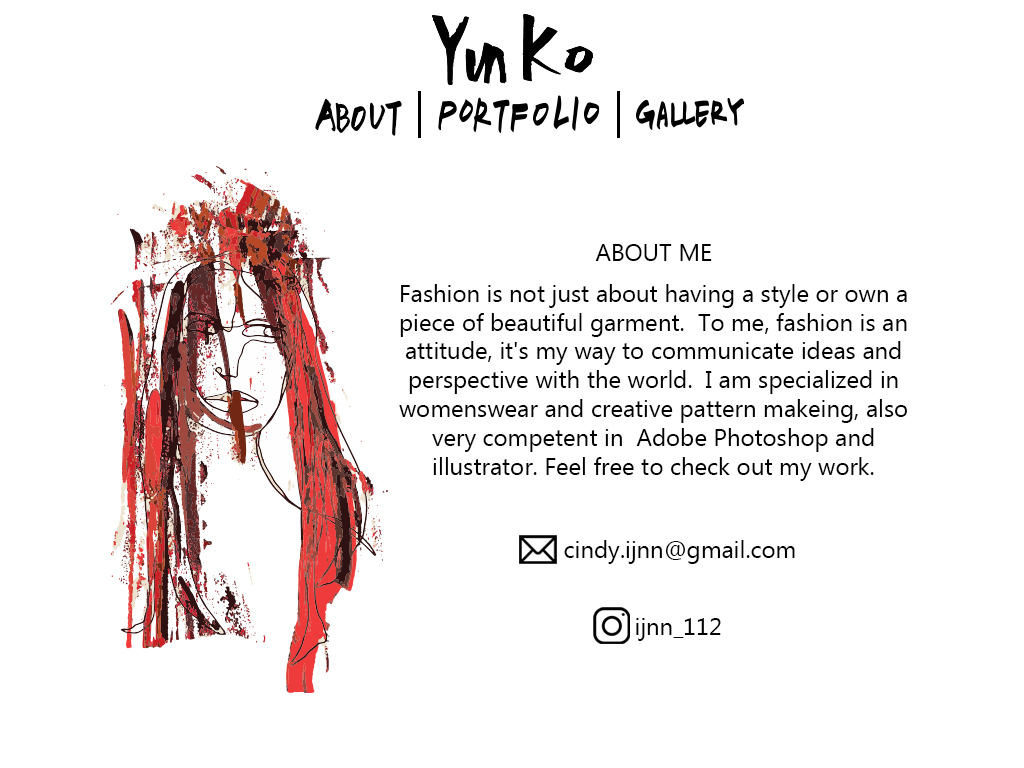 Yun Ko
ABOUT | PORTFOLIO | GALLERY
ABOUT ME
Fashion is not just about having a style or own a
piece of beautiful garment.  To me, fashion is an
attitude, it's my way to communicate ideas and
perspective with the world.  I am specialized in
womenswear and creative pattern makeing, also
very competent in  Adobe Photoshop and
illustrator. Feel free to check out my work.
cindy.ijnn@gmail.com
ijnn_112